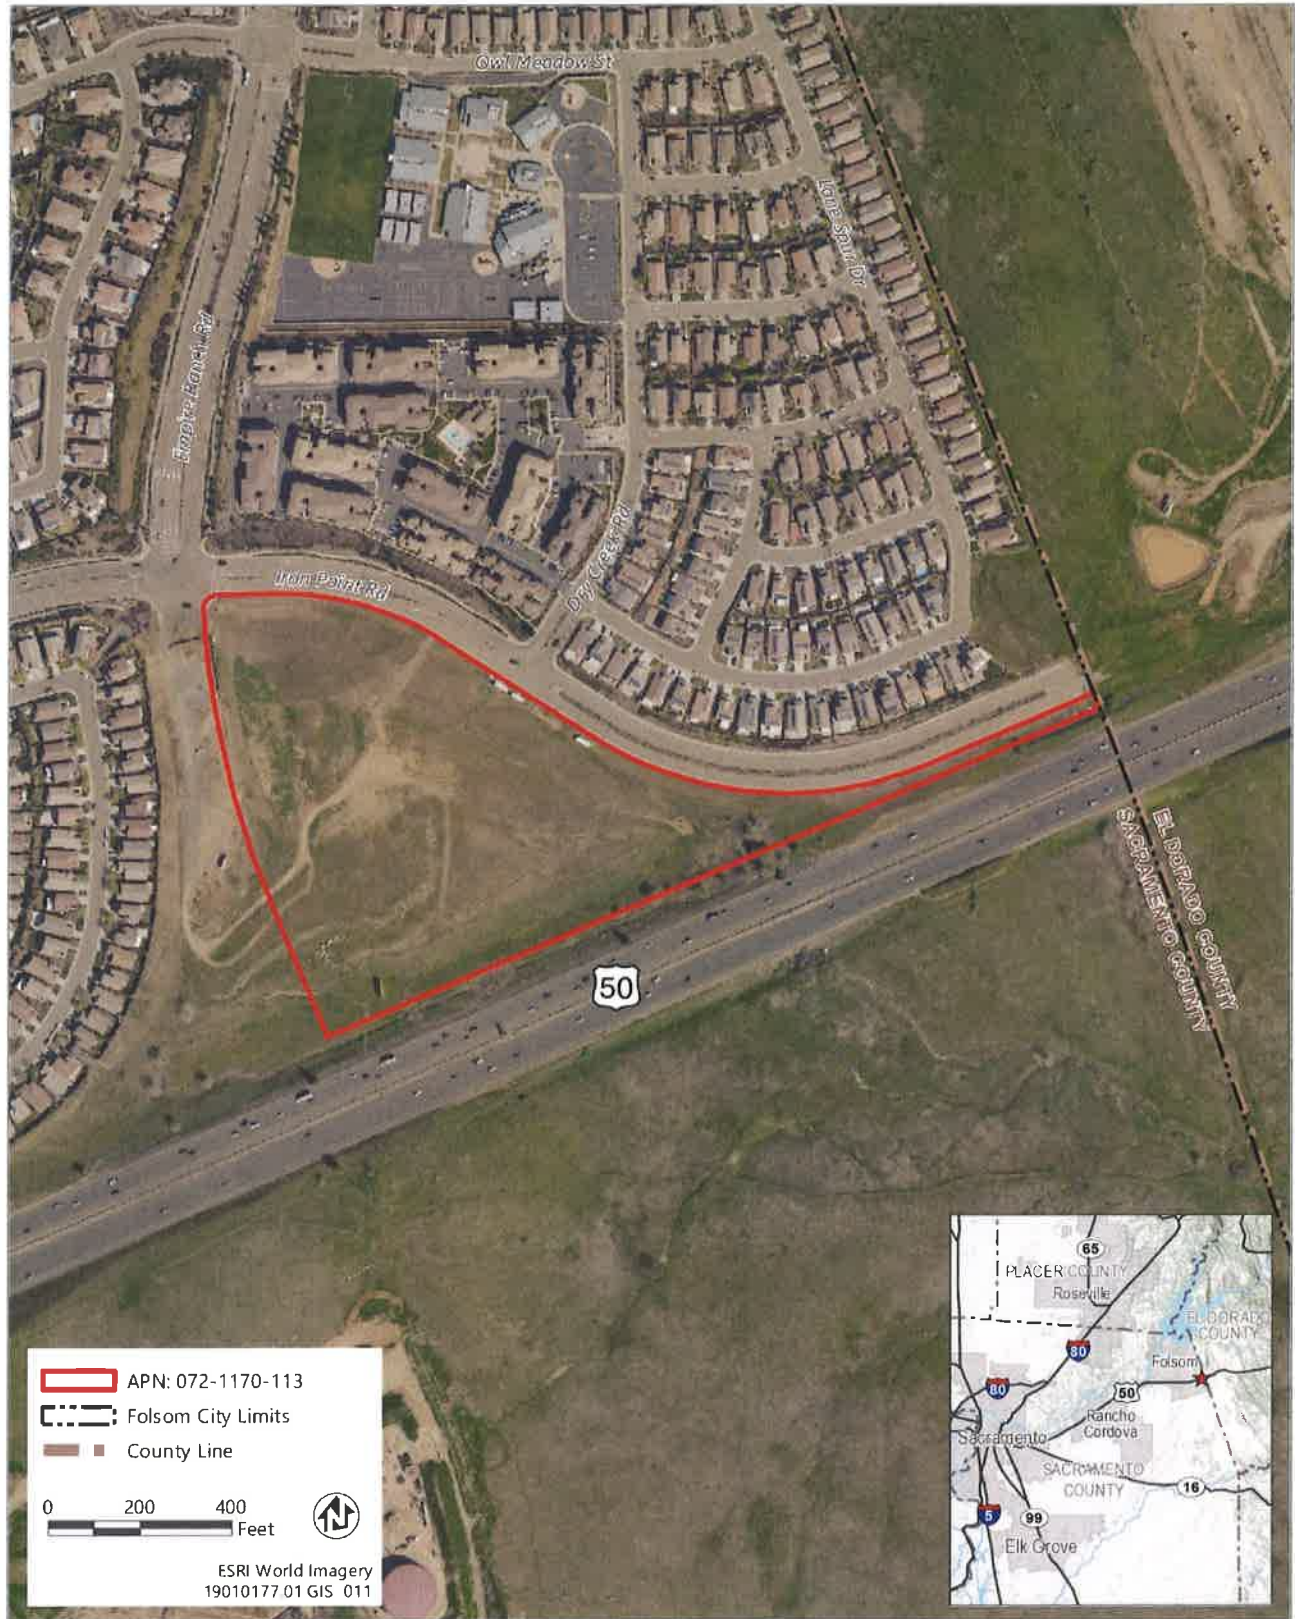 Owl Meadow St
Lone Spur Dr
Empire Ranch Rd
Dry Creek Rd
Iron Point Rd
EL DORADO COUNTY
SACRAMENTO COUNTY
50
APN: 072-1170-113
Folsom City Limits
County Line
0 200 400
Feet
N
ESRI World Imagery
19010177.01 GIS 011
65
PLACER COUNTY
Roseville
EL DORADO
COUNTY
80
Folsom
80
50
Rancho
Cordova
Sacramento
SACRAMENTO
COUNTY
16
5
99
Elk Grove